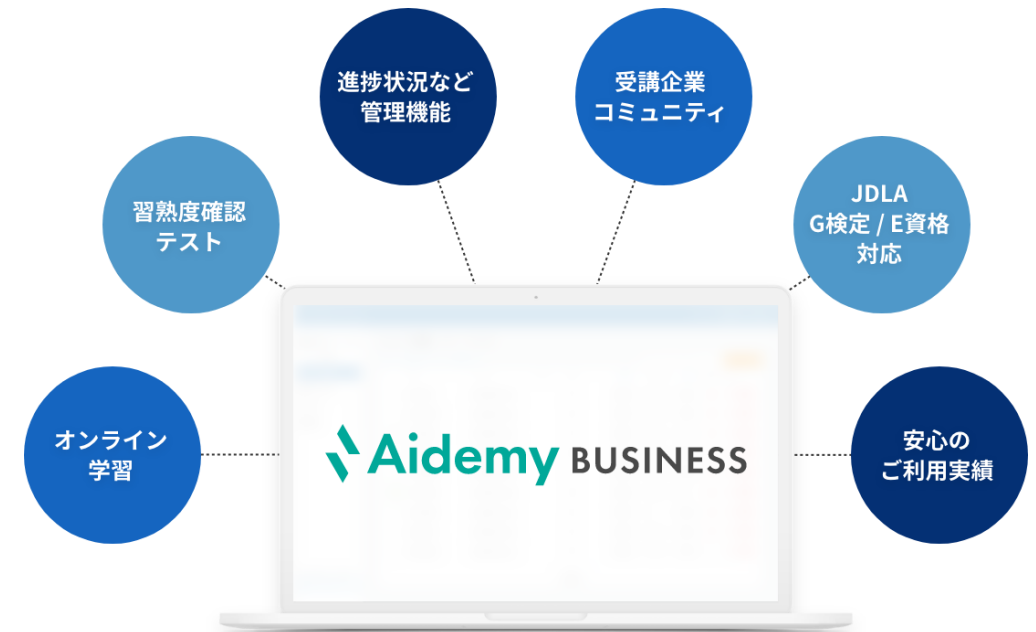 進捗状況など
管理機能
受講企業
コミュニティ
習熟度確認
テスト
JDLA
G検定 / E資格
対応
オンライン
学習
Aidemy BUSINESS
安心の
ご利用実績